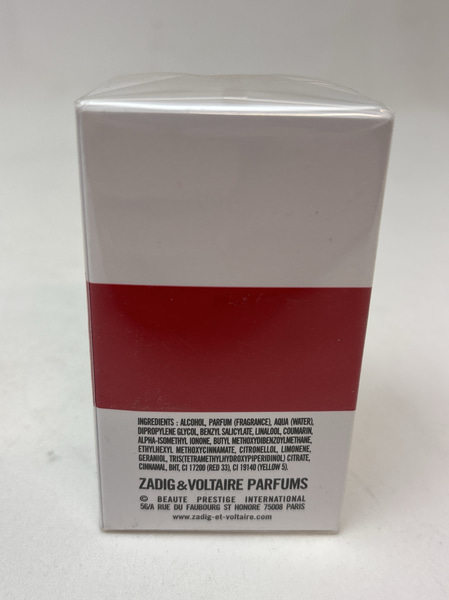 INGREDIENTS : ALCOHOL, PARFUM (FRAGRANCE), AQUA (WATER),
DIPROPYLENE GLYCOL, BENZYL SALICYLATE, LINALOOL, COUMARIN,
ALPHA-ISOMETHYL IONONE, BUTYL METHOXYDIBENZOYLMETHANE,
ETHYLHEXYL METHOXYCINNAMATE, CITRONELLOL, LIMONENE,
GERANIOL, TRIS(TETRAMETHYLHYDROXYPIPERIDINOL) CITRATE,
CINNAMAL, BHT, CI 17200 (RED 33), CI 19140 (YELLOW 5).
ZADIG&VOLTAIRE PARFUMS
© BEAUTE PRESTIGE INTERNATIONAL
56/A RUE DU FAUBOURG ST HONORE 75008 PARIS
www.zadig-et-voltaire.com